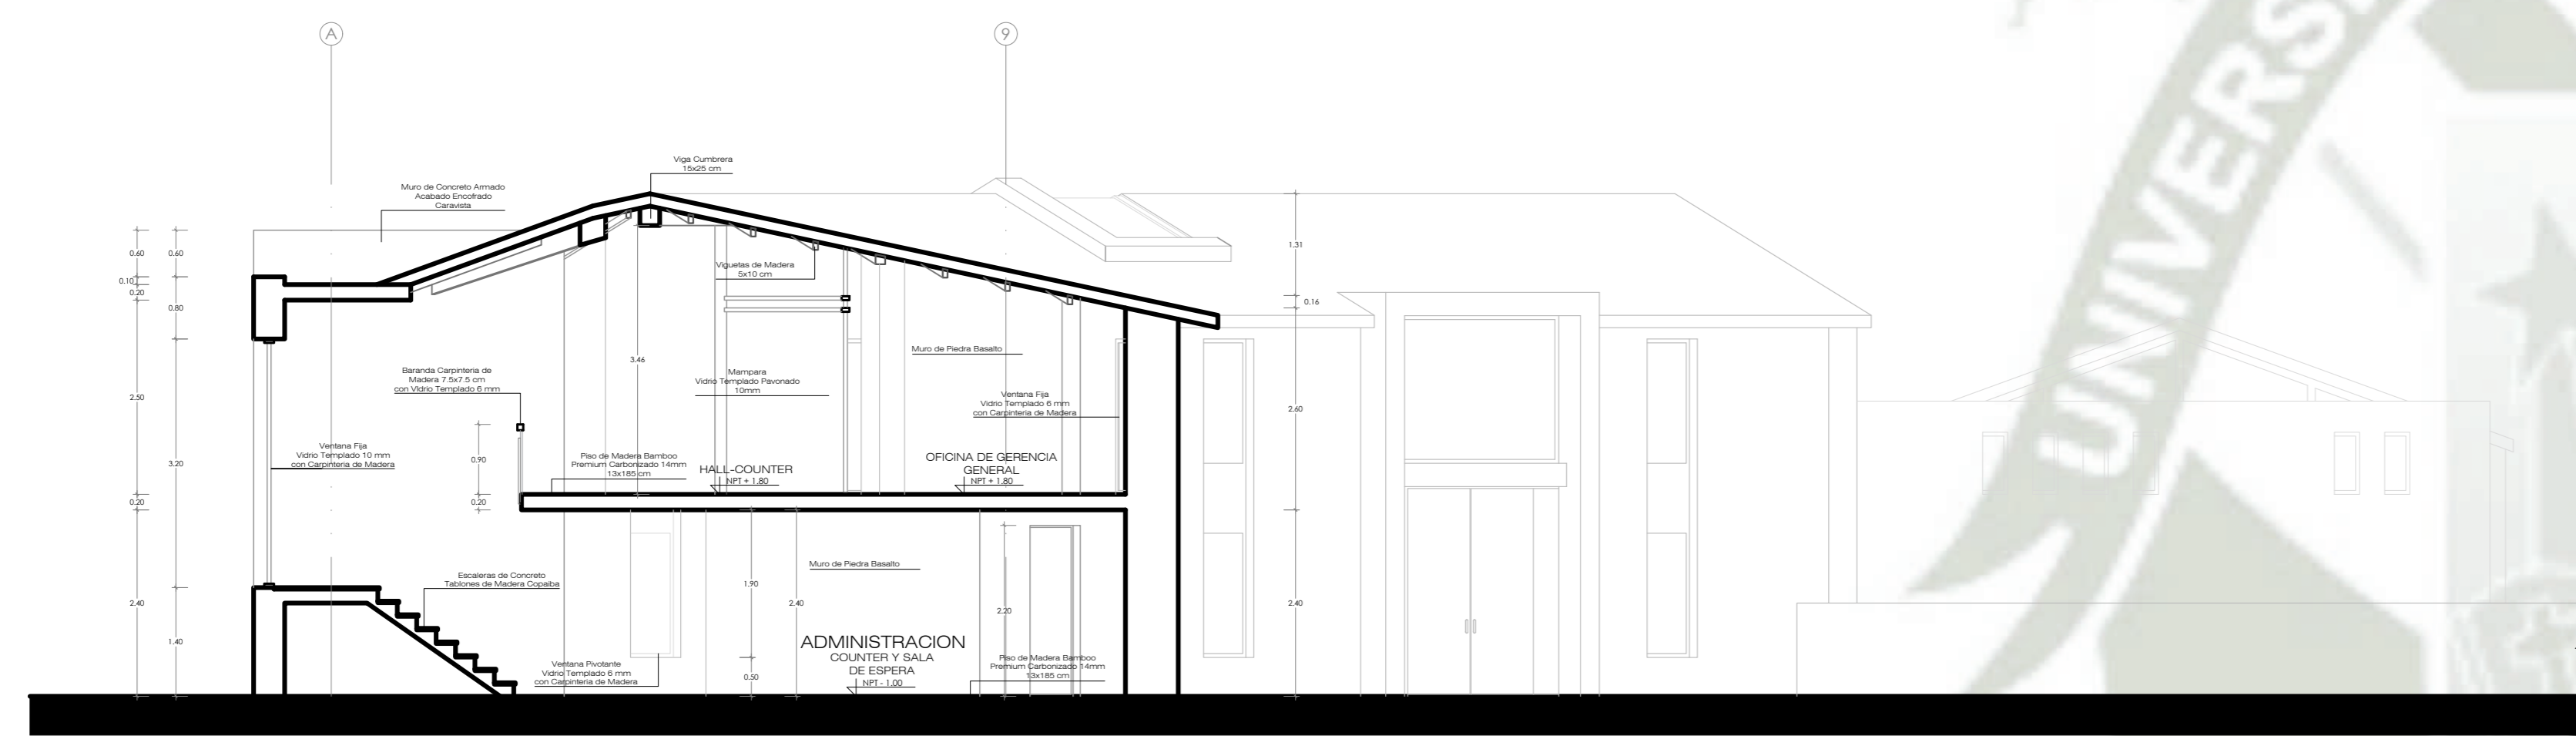 A
9
UNIVERS
Viga Cumbrera
15x25 cm
Muro de Concreto Armado
Acabado Encofrado
Caravista
0.60
0.60
0.10
0.20
0.80
2.50
3.20
0.20
2.40
1.40
Viguetas de Madera
5x10 cm
1.31
0.16
2.60
2.40
3.46
Muro de Piedra Basalto
Baranda Carpinteria de
Madera 7.5x7.5 cm
con Vidrio Templado 6 mm
Mampara
Vidrio Templado Pavonado
10mm
Ventana Fija
Vidrio Templado 6 mm
con Carpinteria de Madera
Ventana Fija
Vidrio Templado 10 mm
con Carpinteria de Madera
0.90
0.20
Piso de Madera Bamboo
Premium Carbonizado 14mm
13x185 cm
HALL-COUNTER
NPT + 1.80
OFICINA DE GERENCIA
GENERAL
NPT + 1.80
Escaleras de Concreto
Tablones de Madera Copaiba
Muro de Piedra Basalto
1.90
2.40
2.20
0.50
ADMINISTRACION
COUNTER Y SALA
DE ESPERA
NPT - 1.00
Ventana Pivotante
Vidrio Templado 6 mm
con Carpinteria de Madera
Piso de Madera Bamboo
Premium Carbonizado 14mm
13x185 cm